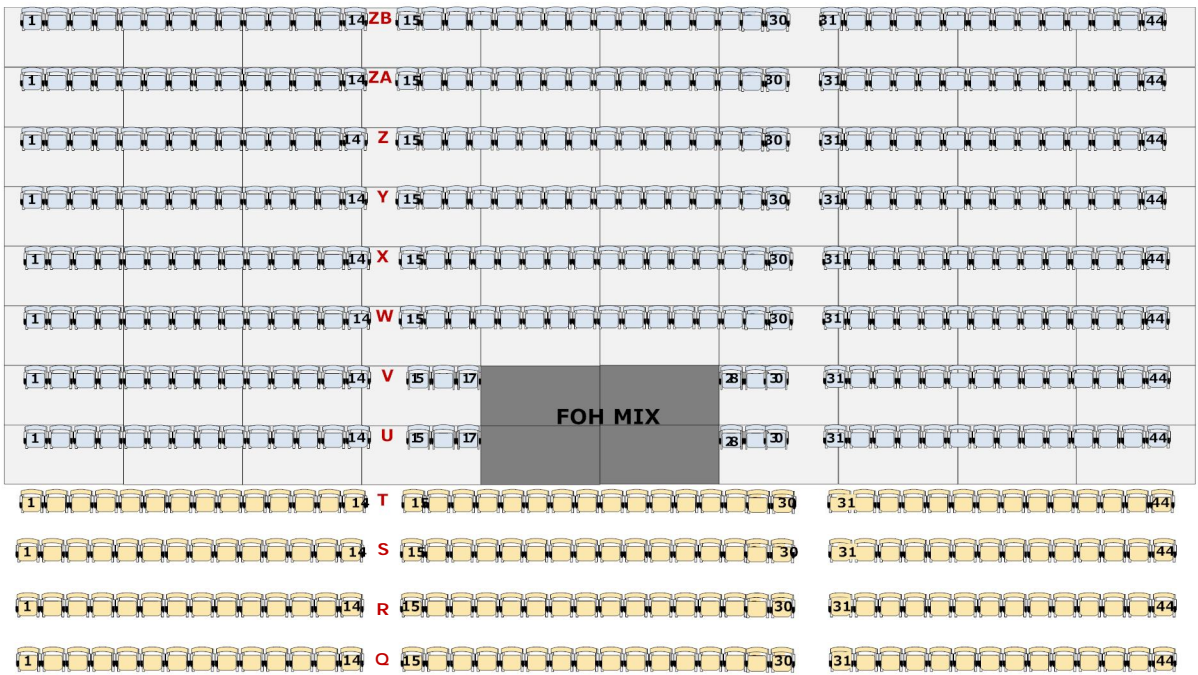 1 14 ZB 15 30 31 44
1 14 ZA 15 30 31 44
1 14 Z 15 30 31 44
1 14 Y 15 30 31 44
1 14 X 15 30 31 44
1 14 W 15 30 31 44
1 14 V 15 17 28 30 31 44
FOH MIX
1 14 U 15 17 28 30 31 44
1 14 T 15 30 31 44
1 14 S 15 30 31 44
1 14 R 15 30 31 44
1 14 Q 15 30 31 44